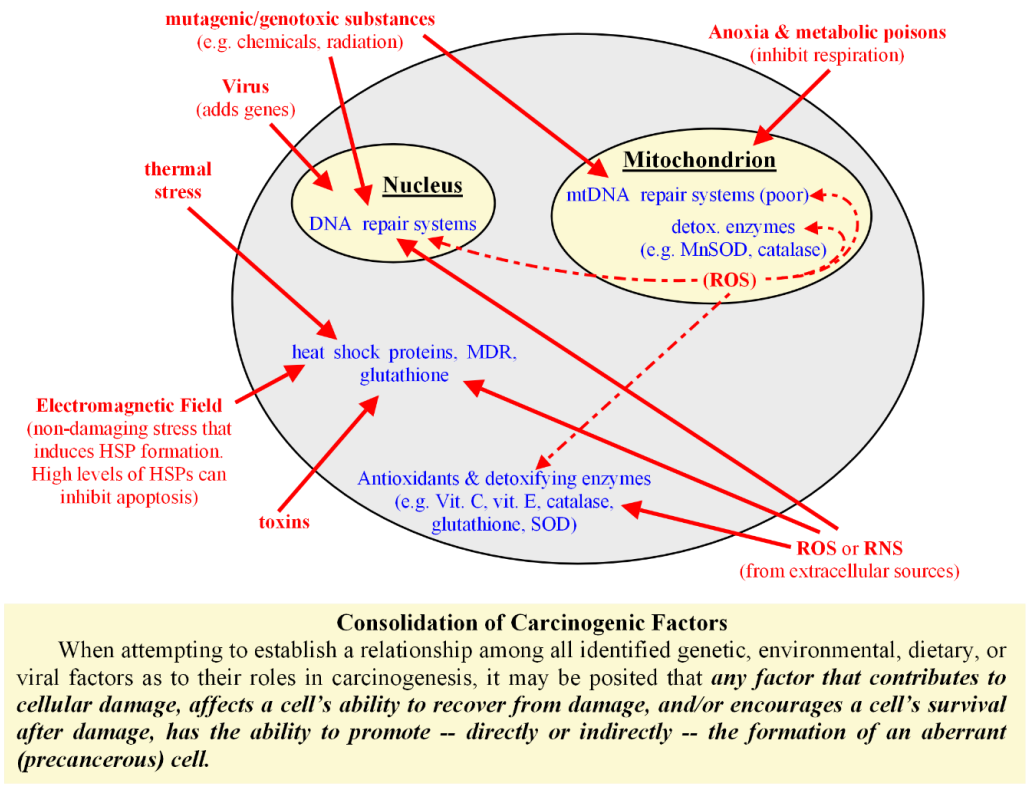 mutagenic/genotoxic substances
(e.g. chemicals, radiation)
Anoxia & metabolic poisons
(inhibit respiration)
Virus
(adds genes)
thermal
stress
Nucleus
DNA repair systems
Mitochondrion
mtDNA repair systems (poor)
detox. enzymes
(e.g. MnSOD, catalase)
(ROS)
heat shock proteins, MDR,
glutathione
Electromagnetic Field
(non-damaging stress that
induces HSP formation.
High levels of HSPs can
inhibit apoptosis)
toxins
Antioxidants & detoxifying enzymes
(e.g. Vit. C, vit. E, catalase,
glutathione, SOD)
ROS or RNS
(from extracellular sources)
Consolidation of Carcinogenic Factors
When attempting to establish a relationship among all identified genetic, environmental, dietary, or
viral factors as to their roles in carcinogenesis, it may be posited that any factor that contributes to
cellular damage, affects a cell's ability to recover from damage, and/or encourages a cell's survival
after damage, has the ability to promote -- directly or indirectly -- the formation of an aberrant
(precancerous) cell.